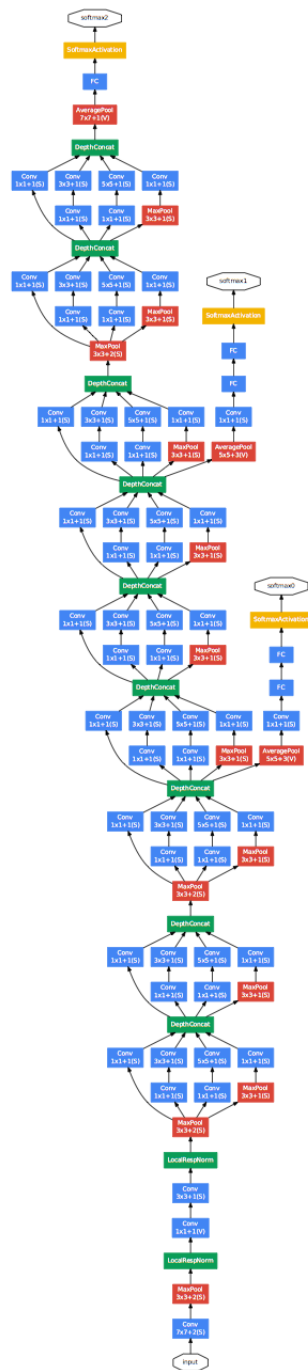 softmax2
SoftmaxActivation
FC
AveragePool
7x7+1(V)
DepthConcat
Conv Conv Conv Conv
1x1+1(S) 3x3+1(S) 5x5+1(S) 1x1+1(S)
Conv Conv MaxPool
1x1+1(S) 1x1+1(S) 3x3+1(S)
DepthConcat
Conv Conv Conv Conv
1x1+1(S) 3x3+1(S) 5x5+1(S) 1x1+1(S)
softmax1
Conv Conv MaxPool
1x1+1(S) 1x1+1(S) 3x3+1(S)
SoftmaxActivation
MaxPool
3x3+2(S)
FC
DepthConcat
FC
Conv Conv Conv Conv Conv
1x1+1(S) 3x3+1(S) 5x5+1(S) 1x1+1(S) 1x1+1(S)
Conv Conv MaxPool AveragePool
1x1+1(S) 1x1+1(S) 3x3+1(S) 5x5+3(V)
DepthConcat
Conv Conv Conv Conv
1x1+1(S) 3x3+1(S) 5x5+1(S) 1x1+1(S)
Conv Conv MaxPool
1x1+1(S) 1x1+1(S) 3x3+1(S)
DepthConcat
softmax0
Conv Conv Conv Conv
1x1+1(S) 3x3+1(S) 5x5+1(S) 1x1+1(S)
SoftmaxActivation
Conv Conv MaxPool
1x1+1(S) 1x1+1(S) 3x3+1(S)
FC
DepthConcat
FC
Conv Conv Conv Conv Conv
1x1+1(S) 3x3+1(S) 5x5+1(S) 1x1+1(S) 1x1+1(S)
Conv Conv MaxPool AveragePool
1x1+1(S) 1x1+1(S) 3x3+1(S) 5x5+3(V)
DepthConcat
Conv Conv Conv Conv
1x1+1(S) 3x3+1(S) 5x5+1(S) 1x1+1(S)
Conv Conv MaxPool
1x1+1(S) 1x1+1(S) 3x3+1(S)
MaxPool
3x3+2(S)
DepthConcat
Conv Conv Conv Conv
1x1+1(S) 3x3+1(S) 5x5+1(S) 1x1+1(S)
Conv Conv MaxPool
1x1+1(S) 1x1+1(S) 3x3+1(S)
DepthConcat
Conv Conv Conv Conv
1x1+1(S) 3x3+1(S) 5x5+1(S) 1x1+1(S)
Conv Conv MaxPool
1x1+1(S) 1x1+1(S) 3x3+1(S)
MaxPool
3x3+2(S)
LocalRespNorm
Conv
3x3+1(S)
Conv
1x1+1(V)
LocalRespNorm
MaxPool
3x3+2(S)
Conv
7x7+2(S)
input